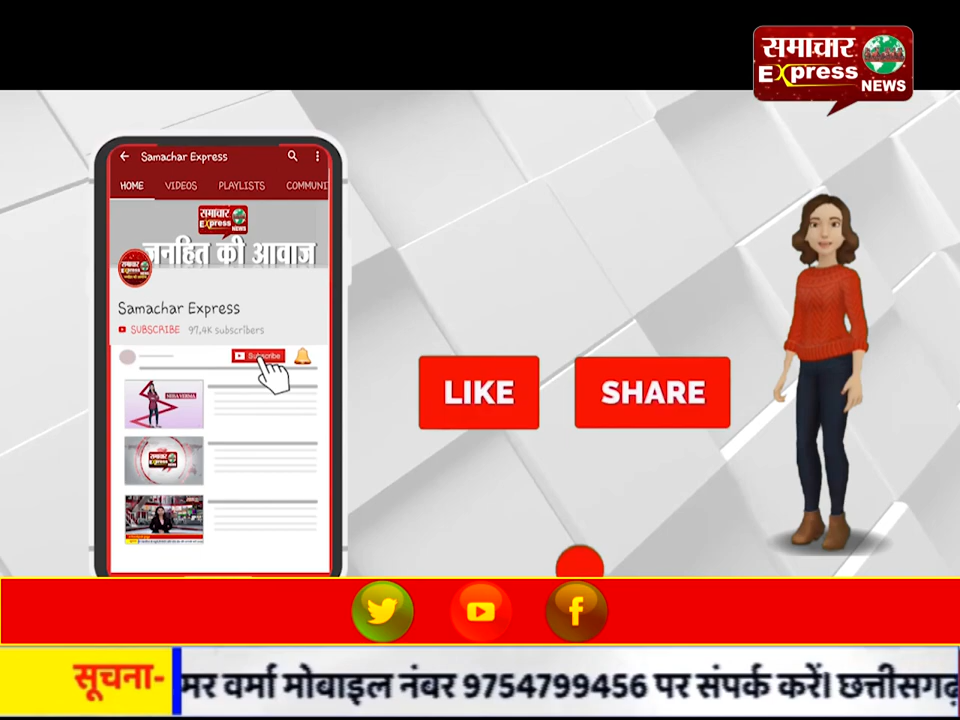 समाचार
Express
NEWS
Samachar Express
HOME VIDEOS PLAYLISTS COMMUNI
समाचार
Express
NEWS
जनहित की आवाज
Samachar Express
SUBSCRIBE 97.4K subscribers
Subscribe
LIKE
SHARE
सूचना-
मर वर्मा मोबाइल नंबर 9754799456 पर संपर्क करें। छत्तीसगढ़